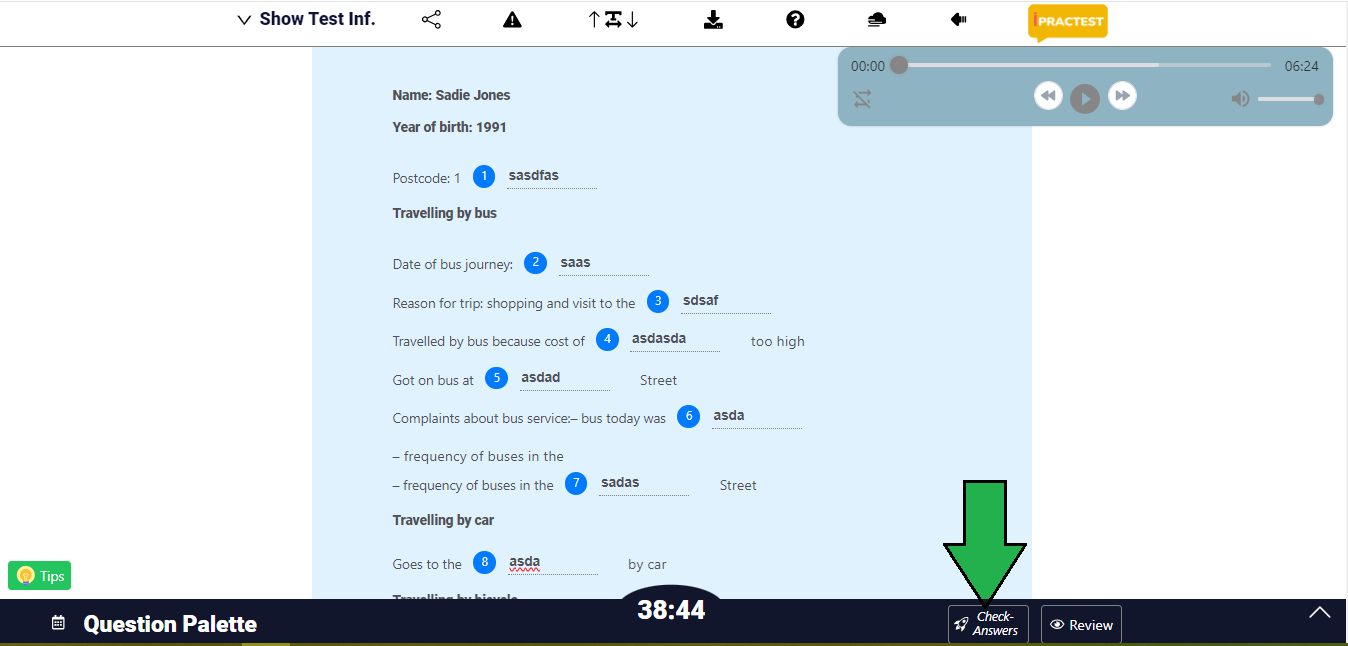 Show Test Inf.
iPRACTEST
00:00
06:24
Name: Sadie Jones
Year of birth: 1991
Postcode: 1 1 sasdfas
Travelling by bus
Date of bus journey: 2 saas
Reason for trip: shopping and visit to the 3 sdsaf
Travelled by bus because cost of 4 asdasda too high
Got on bus at 5 asdad Street
Complaints about bus service:– bus today was 6 asda
– frequency of buses in the
– frequency of buses in the 7 sadas Street
Travelling by car
Goes to the 8 asda by car
Travelling by bicycle
Tips
Question Palette
38:44
Check-
Answers
Review